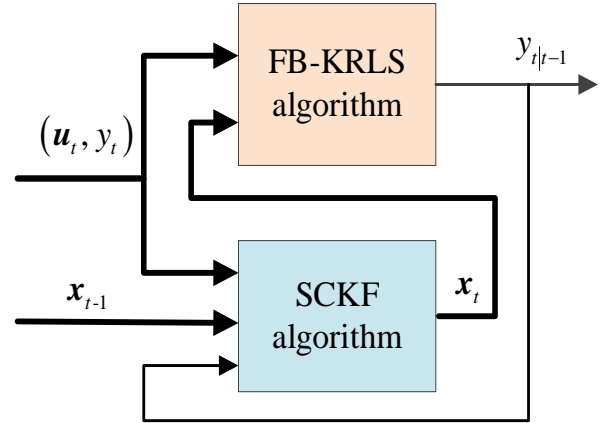 FB-KRLS
algorithm
y_{t|t-1}
(u_t, y_t)
x_{t-1}
SCKF
algorithm
x_t